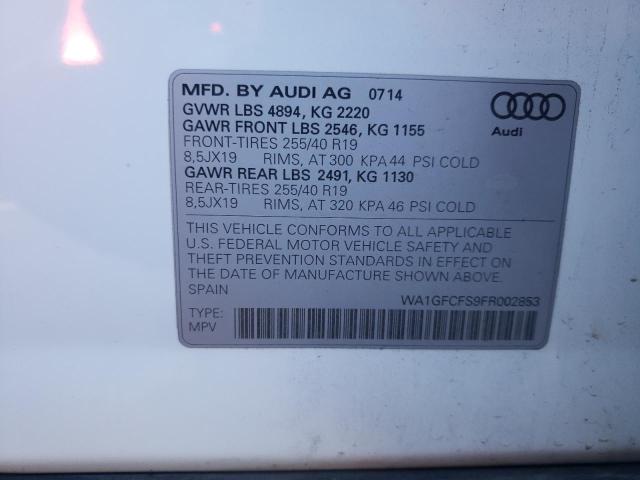 MFD. BY AUDI AG 0714
GVWR LBS 4894, KG 2220
GAWR FRONT LBS 2546, KG 1155
FRONT-TIRES 255/40 R19
8,5JX19 RIMS, AT 300 KPA 44 PSI COLD
GAWR REAR LBS 2491, KG 1130
REAR-TIRES 255/40 R19
8,5JX19 RIMS, AT 320 KPA 46 PSI COLD
Audi
THIS VEHICLE CONFORMS TO ALL APPLICABLE
U.S. FEDERAL MOTOR VEHICLE SAFETY AND
THEFT PREVENTION STANDARDS IN EFFECT ON
THE DATE OF MANUFACTURE SHOWN ABOVE.
SPAIN
WA1GFCFS9FR002853
TYPE:
MPV